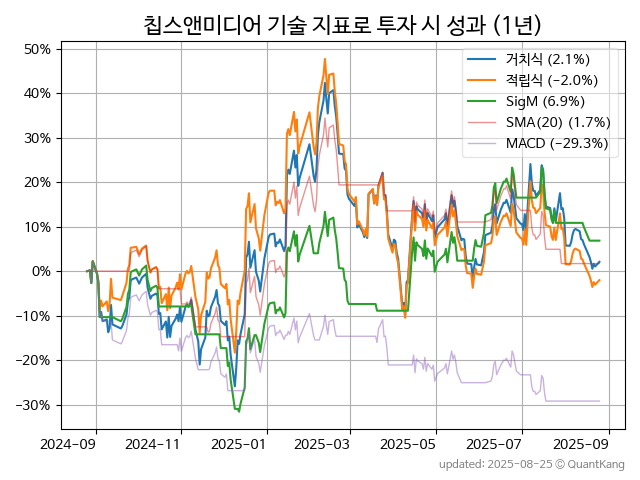 칩스앤미디어 기술 지표로 투자 시 성과 (1년)
50%
40%
30%
20%
10%
0%
−10%
−20%
−30%
거치식 (2.1%)
적립식 (−2.0%)
SigM (6.9%)
SMA(20) (1.7%)
MACD (−29.3%)
2024-09
2024-11
2025-01
2025-03
2025-05
2025-07
2025-09
updated: 2025-08-25 © QuantKang